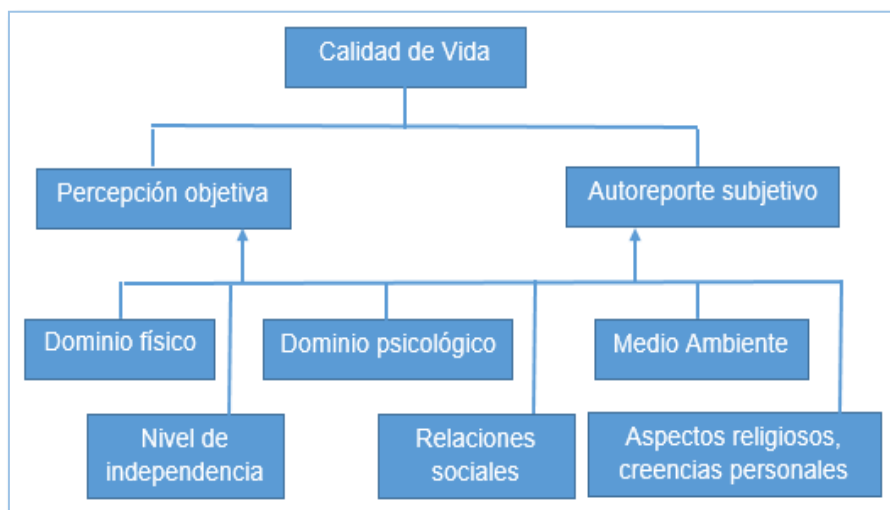 Calidad de Vida
Percepción objetiva
Autoreporte subjetivo
Dominio físico
Dominio psicológico
Medio Ambiente
Nivel de
independencia
Relaciones
sociales
Aspectos religiosos,
creencias personales